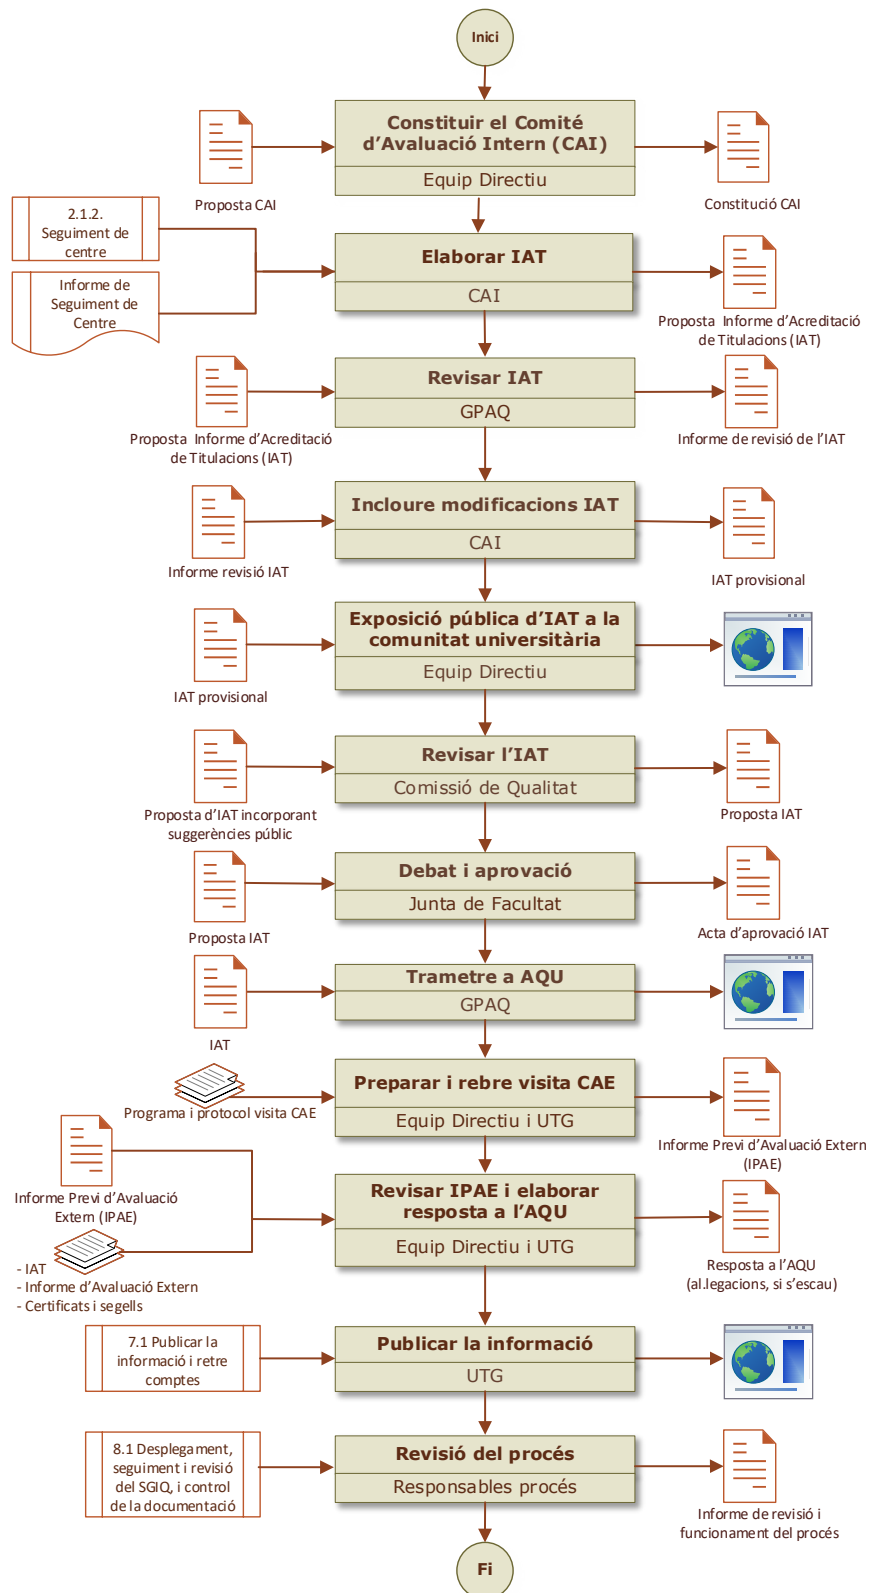 Inici
Constituir el Comité
d’Avaluació Intern (CAI)
Equip Directiu
Proposta CAI
Constitució CAI
2.1.2.
Seguiment de
centre
Informe de
Seguiment de
Centre
Elaborar IAT
CAI
Proposta Informe d’Acreditació
de Titulacions (IAT)
Revisar IAT
GPAQ
Proposta Informe d’Acreditació
de Titulacions (IAT)
Informe de revisió de l’IAT
Incloure modificacions IAT
CAI
Informe revisió IAT
IAT provisional
Exposició pública d’IAT a la
comunitat universitària
Equip Directiu
IAT provisional
Revisar l’IAT
Comissió de Qualitat
Proposta d’IAT incorporant
suggerències públic
Proposta IAT
Debat i aprovació
Junta de Facultat
Proposta IAT
Acta d’aprovació IAT
Trametre a AQU
GPAQ
IAT
Preparar i rebre visita CAE
Equip Directiu i UTG
Programa i protocol visita CAE
Informe Previ d’Avaluació Extern
(IPAE)
Informe Previ d’Avaluació
Extern (IPAE)
- IAT
- Informe d’Avaluació Extern
- Certificats i segells
Revisar IPAE i elaborar
resposta a l’AQU
Equip Directiu i UTG
Resposta a l’AQU
(al.legacions, si s’escau)
7.1 Publicar la
informació i retre
comptes
Publicar la informació
UTG
8.1 Desplegament,
seguiment i revisió
del SGIQ, i control
de la documentació
Revisió del procés
Responsables procés
Informe de revisió i
funcionament del procés
Fi